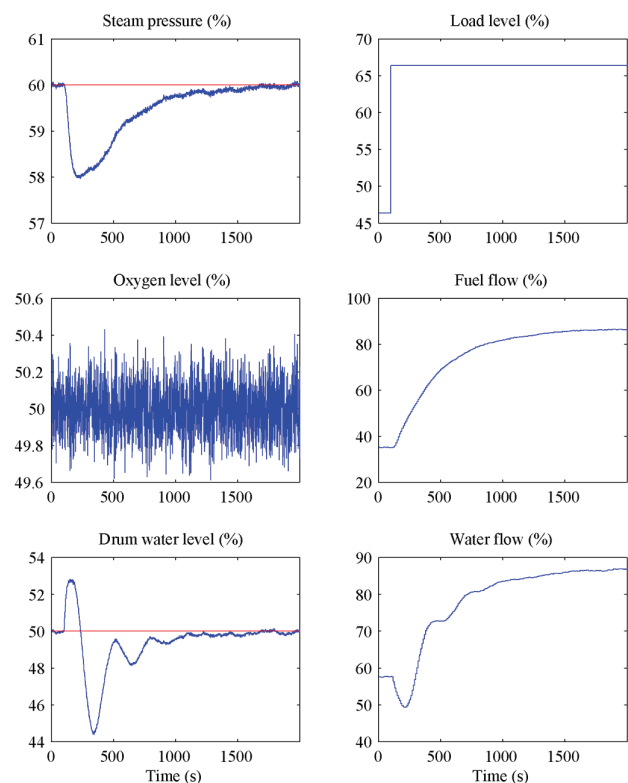 Steam pressure (%)
61
60
59
58
57
0 500 1000 1500
Load level (%)
70
65
60
55
50
45
0 500 1000 1500
Oxygen level (%)
50.6
50.4
50.2
50
49.8
49.6
0 500 1000 1500
Fuel flow (%)
100
80
60
40
20
0 500 1000 1500
Drum water level (%)
54
52
50
48
46
44
0 500 1000 1500
Time (s)
Water flow (%)
90
80
70
60
50
40
0 500 1000 1500
Time (s)